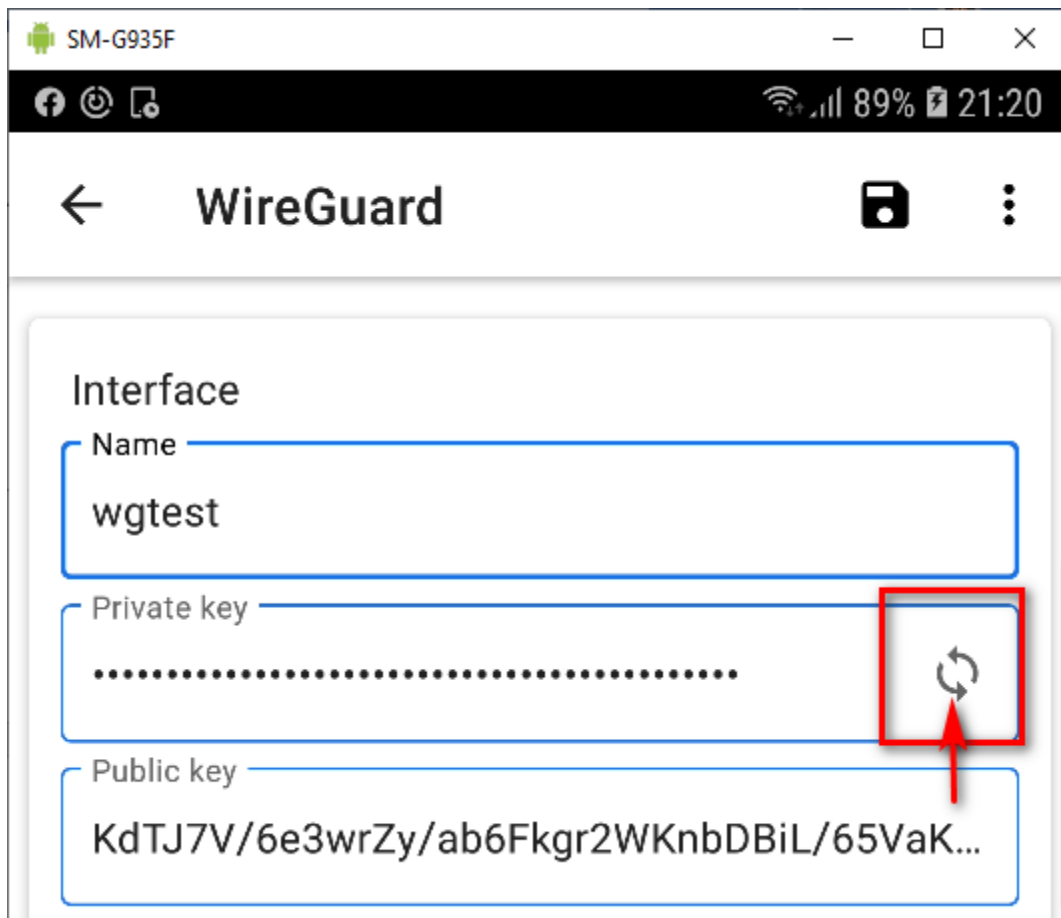 SM-G935F
89% 21:20
WireGuard
Interface
Name
wgtest
Private key
••••••••••••••••••••••••••••••••••••••••••••
Public key
KdTJ7V/6e3wrZy/ab6Fkgr2WKnbDBiL/65VaK...